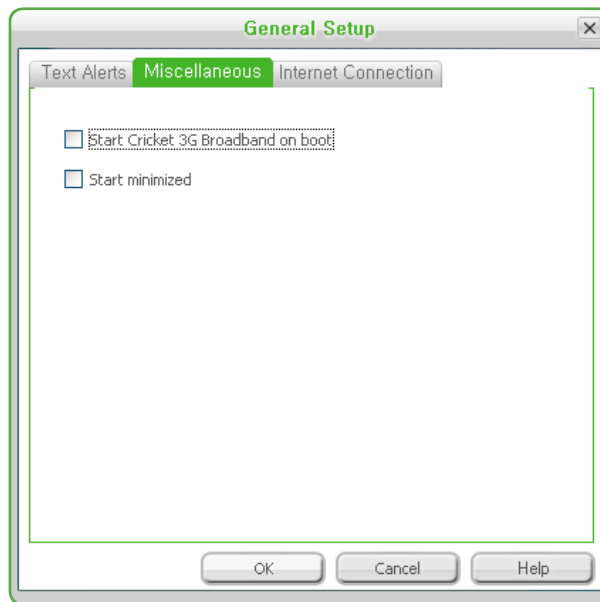 General Setup
Text Alerts Miscellaneous Internet Connection
Start Cricket 3G Broadband on boot
Start minimized
OK Cancel Help